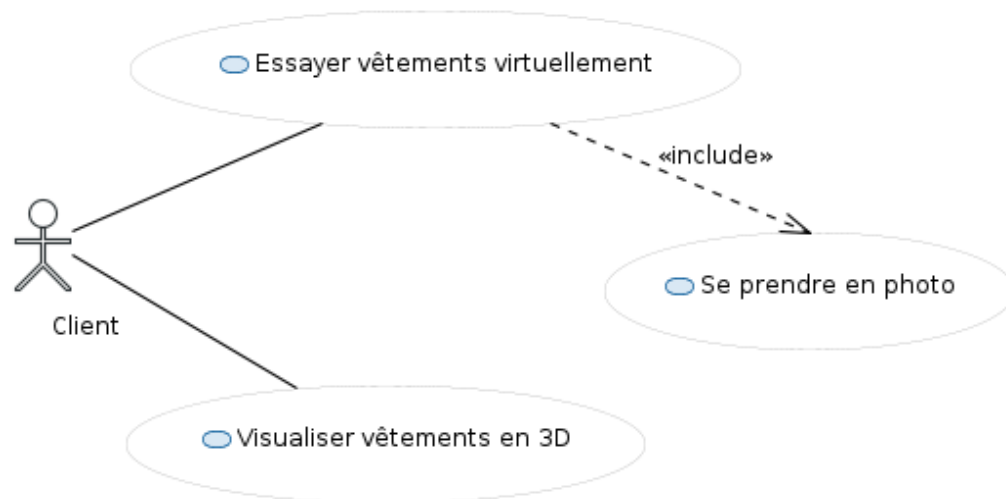 Essayer vêtements virtuellement
«include»
Se prendre en photo
Client
Visualiser vêtements en 3D